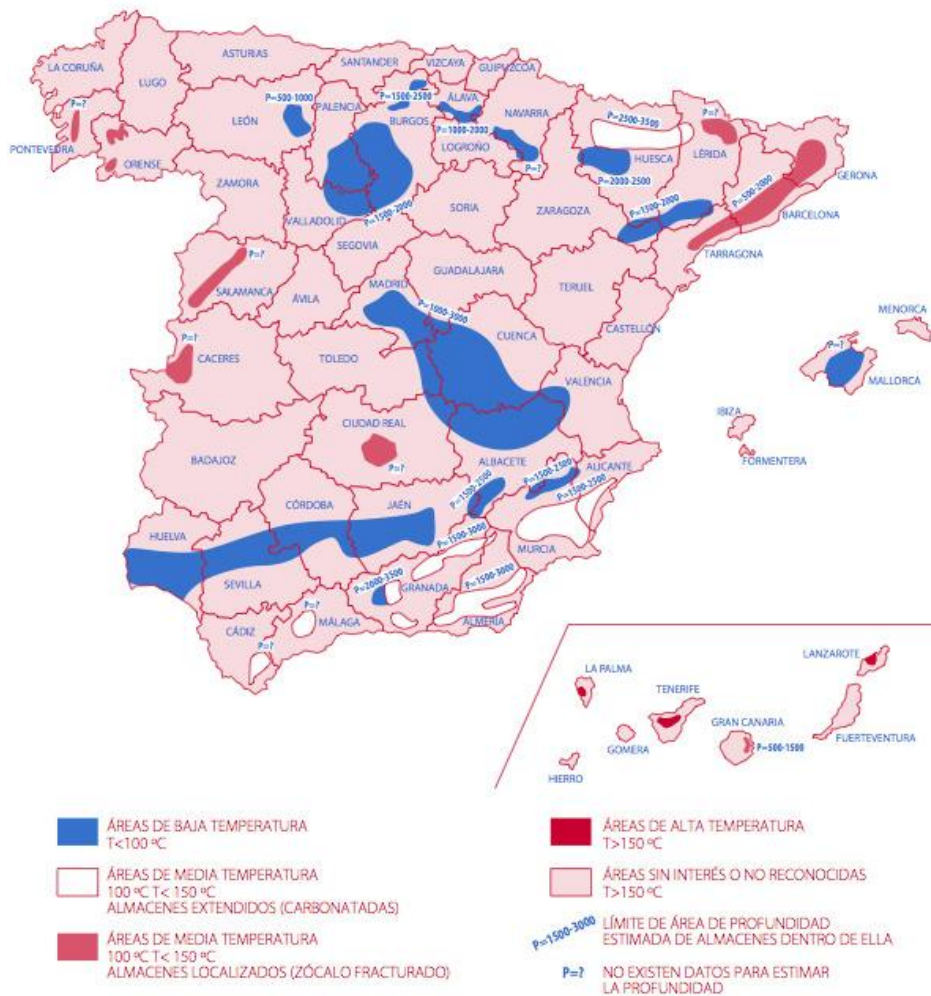 ASTURIAS
SANTANDER
VIZCAYA
GUIPUZCOA
LA CORUÑA
LUGO
P=500-1000
PALENCIA
P=1500-2500
ÁLAVA
NAVARRA
P=?
LEÓN
BURGOS
P=2500-3500
P=?
P=1000-2000
LOGROÑO
HUESCA
LÉRIDA
PONTEVEDRA
ORENSE
P=?
P=2000-2500
GERONA
ZAMORA
P=500-2000
P=1500-2000
BARCELONA
VALLADOLID
P=1500-2000
SORIA
ZARAGOZA
SEGOVIA
TARRAGONA
P=?
GUADALAJARA
SALAMANCA
ÁVILA
MADRID
P=1000-3000
TERUEL
MENORCA
CUENCA
CASTELLÓN
P=?
P=?
CACERES
TOLEDO
MALLORCA
VALENCIA
IBIZA
CIUDAD REAL
FORMENTERA
BADAJOZ
P=?
ALBACETE
P=1500-2500
ALICANTE
P=1500-2500
P=1500-2500
CÓRDOBA
JAÉN
HUELVA
P=1500-3000
MURCIA
SEVILLA
P=2000-3500
GRANADA
P=1500-3000
P=?
MÁLAGA
ALMERÍA
CÁDIZ
P=?
LANZAROTE
LA PALMA
TENERIFE
GRAN CANARIA
P=500-1500
GOMERA
FUERTEVENTURA
HIERRO
ÁREAS DE BAJA TEMPERATURA
T<100 ºC
ÁREAS DE MEDIA TEMPERATURA
100 ºC T< 150 ºC
ALMACENES EXTENDIDOS (CARBONATADAS)
ÁREAS DE MEDIA TEMPERATURA
100 ºC T< 150 ºC
ALMACENES LOCALIZADOS (ZÓCALO FRACTURADO)
ÁREAS DE ALTA TEMPERATURA
T>150 ºC
ÁREAS SIN INTERÉS O NO RECONOCIDAS
T>150 ºC
P=1500-3000
LÍMITE DE ÁREA DE PROFUNDIDAD
ESTIMADA DE ALMACENES DENTRO DE ELLA
P=?
NO EXISTEN DATOS PARA ESTIMAR
LA PROFUNDIDAD